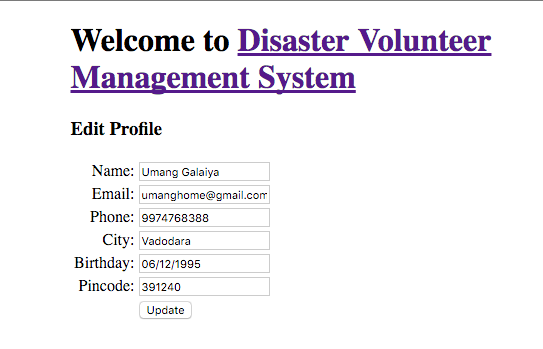 Welcome to Disaster Volunteer
Management System
Edit Profile
Name: Umang Galaiya
Email: umanghome@gmail.com
Phone: 9974768388
City: Vadodara
Birthday: 06/12/1995
Pincode: 391240
Update